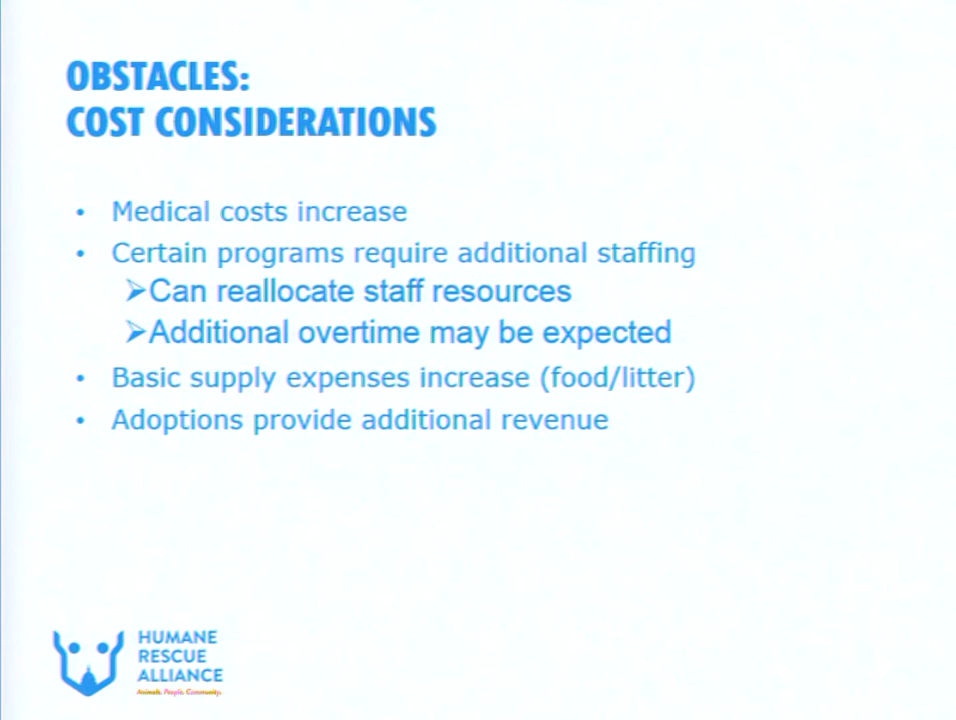 OBSTACLES:
COST CONSIDERATIONS
• Medical costs increase
• Certain programs require additional staffing
➢Can reallocate staff resources
➢Additional overtime may be expected
• Basic supply expenses increase (food/litter)
• Adoptions provide additional revenue
HUMANE
RESCUE
ALLIANCE
Animals. People. Community.